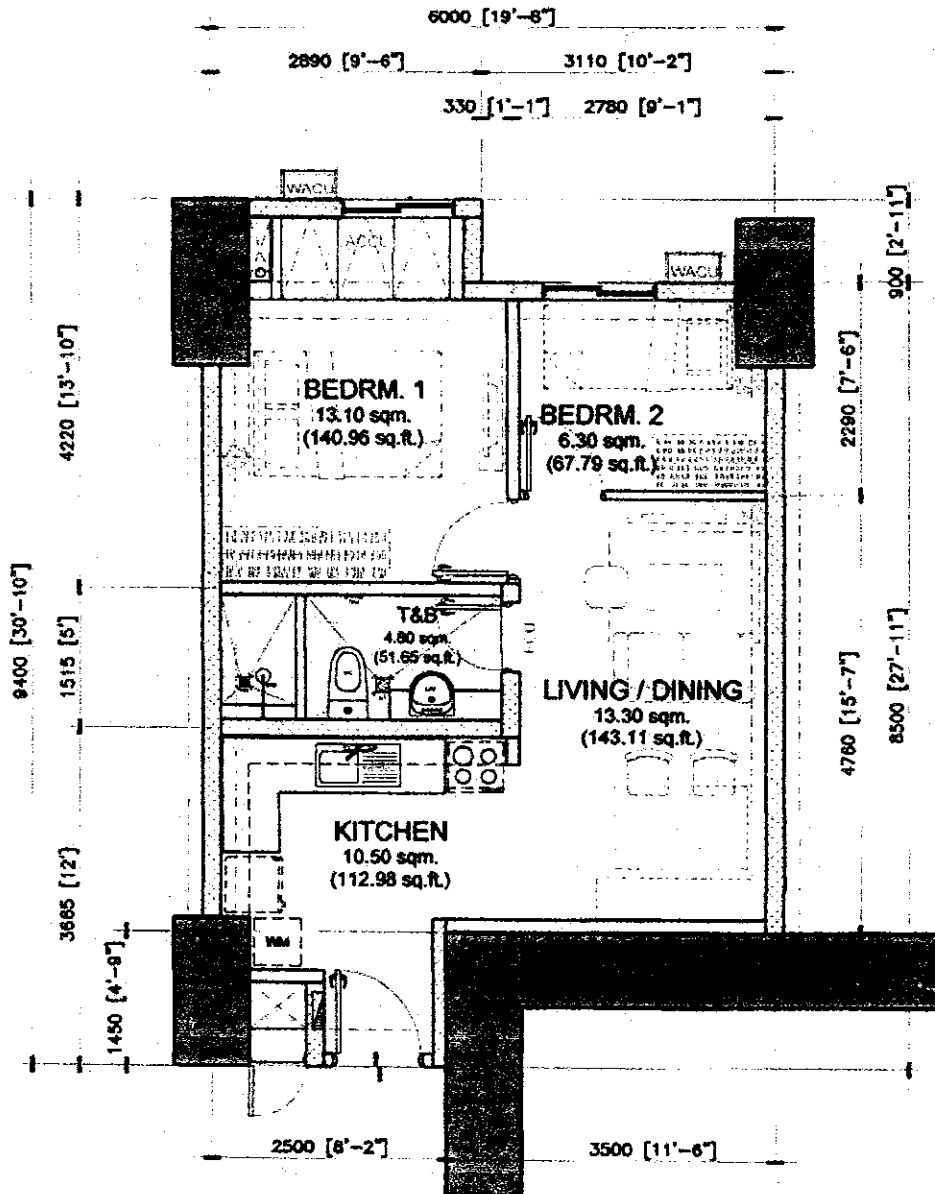 6000 [19'-8"]
2890 [9'-6"]
3110 [10'-2"]
330 [1'-1"]
2780 [9'-1"]
WACU
ACCU
WACU
900 [2'-11"]
4220 [13'-10"]
BEDRM. 1
13.10 sqm.
(140.96 sq.ft.)
BEDRM. 2
6.30 sqm.
(67.79 sq.ft.)
2290 [7'-6"]
9400 [30'-10"]
1515 [5']
T&B
4.80 sqm.
(51.65 sq.ft.)
LIVING / DINING
13.30 sqm.
(143.11 sq.ft.)
4760 [15'-7"]
8500 [27'-11"]
KITCHEN
10.50 sqm.
(112.98 sq.ft.)
3665 [12']
WM
1450 [4'-9"]
2500 [8'-2"]
3500 [11'-6"]